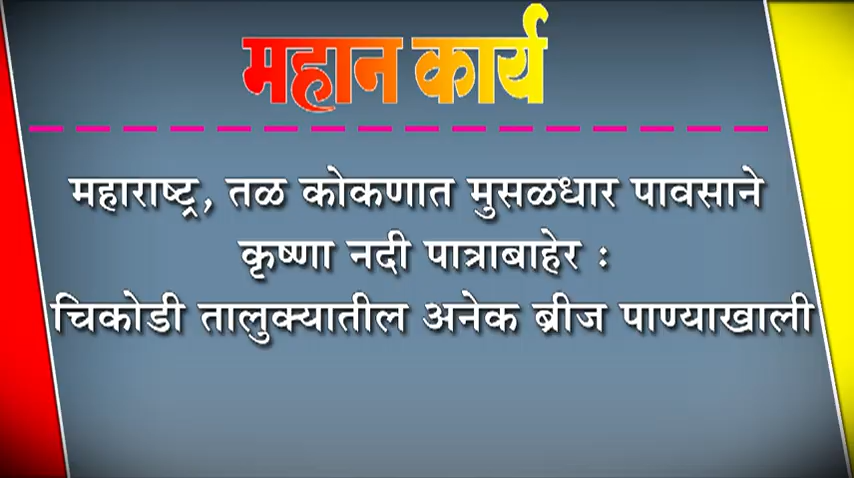 महान कार्य
महाराष्ट्र, तळ कोकणात मुसळधार पावसाने
कृष्णा नदी पात्राबाहेर :
चिकोडी तालुक्यातील अनेक ब्रीज पाण्याखाली